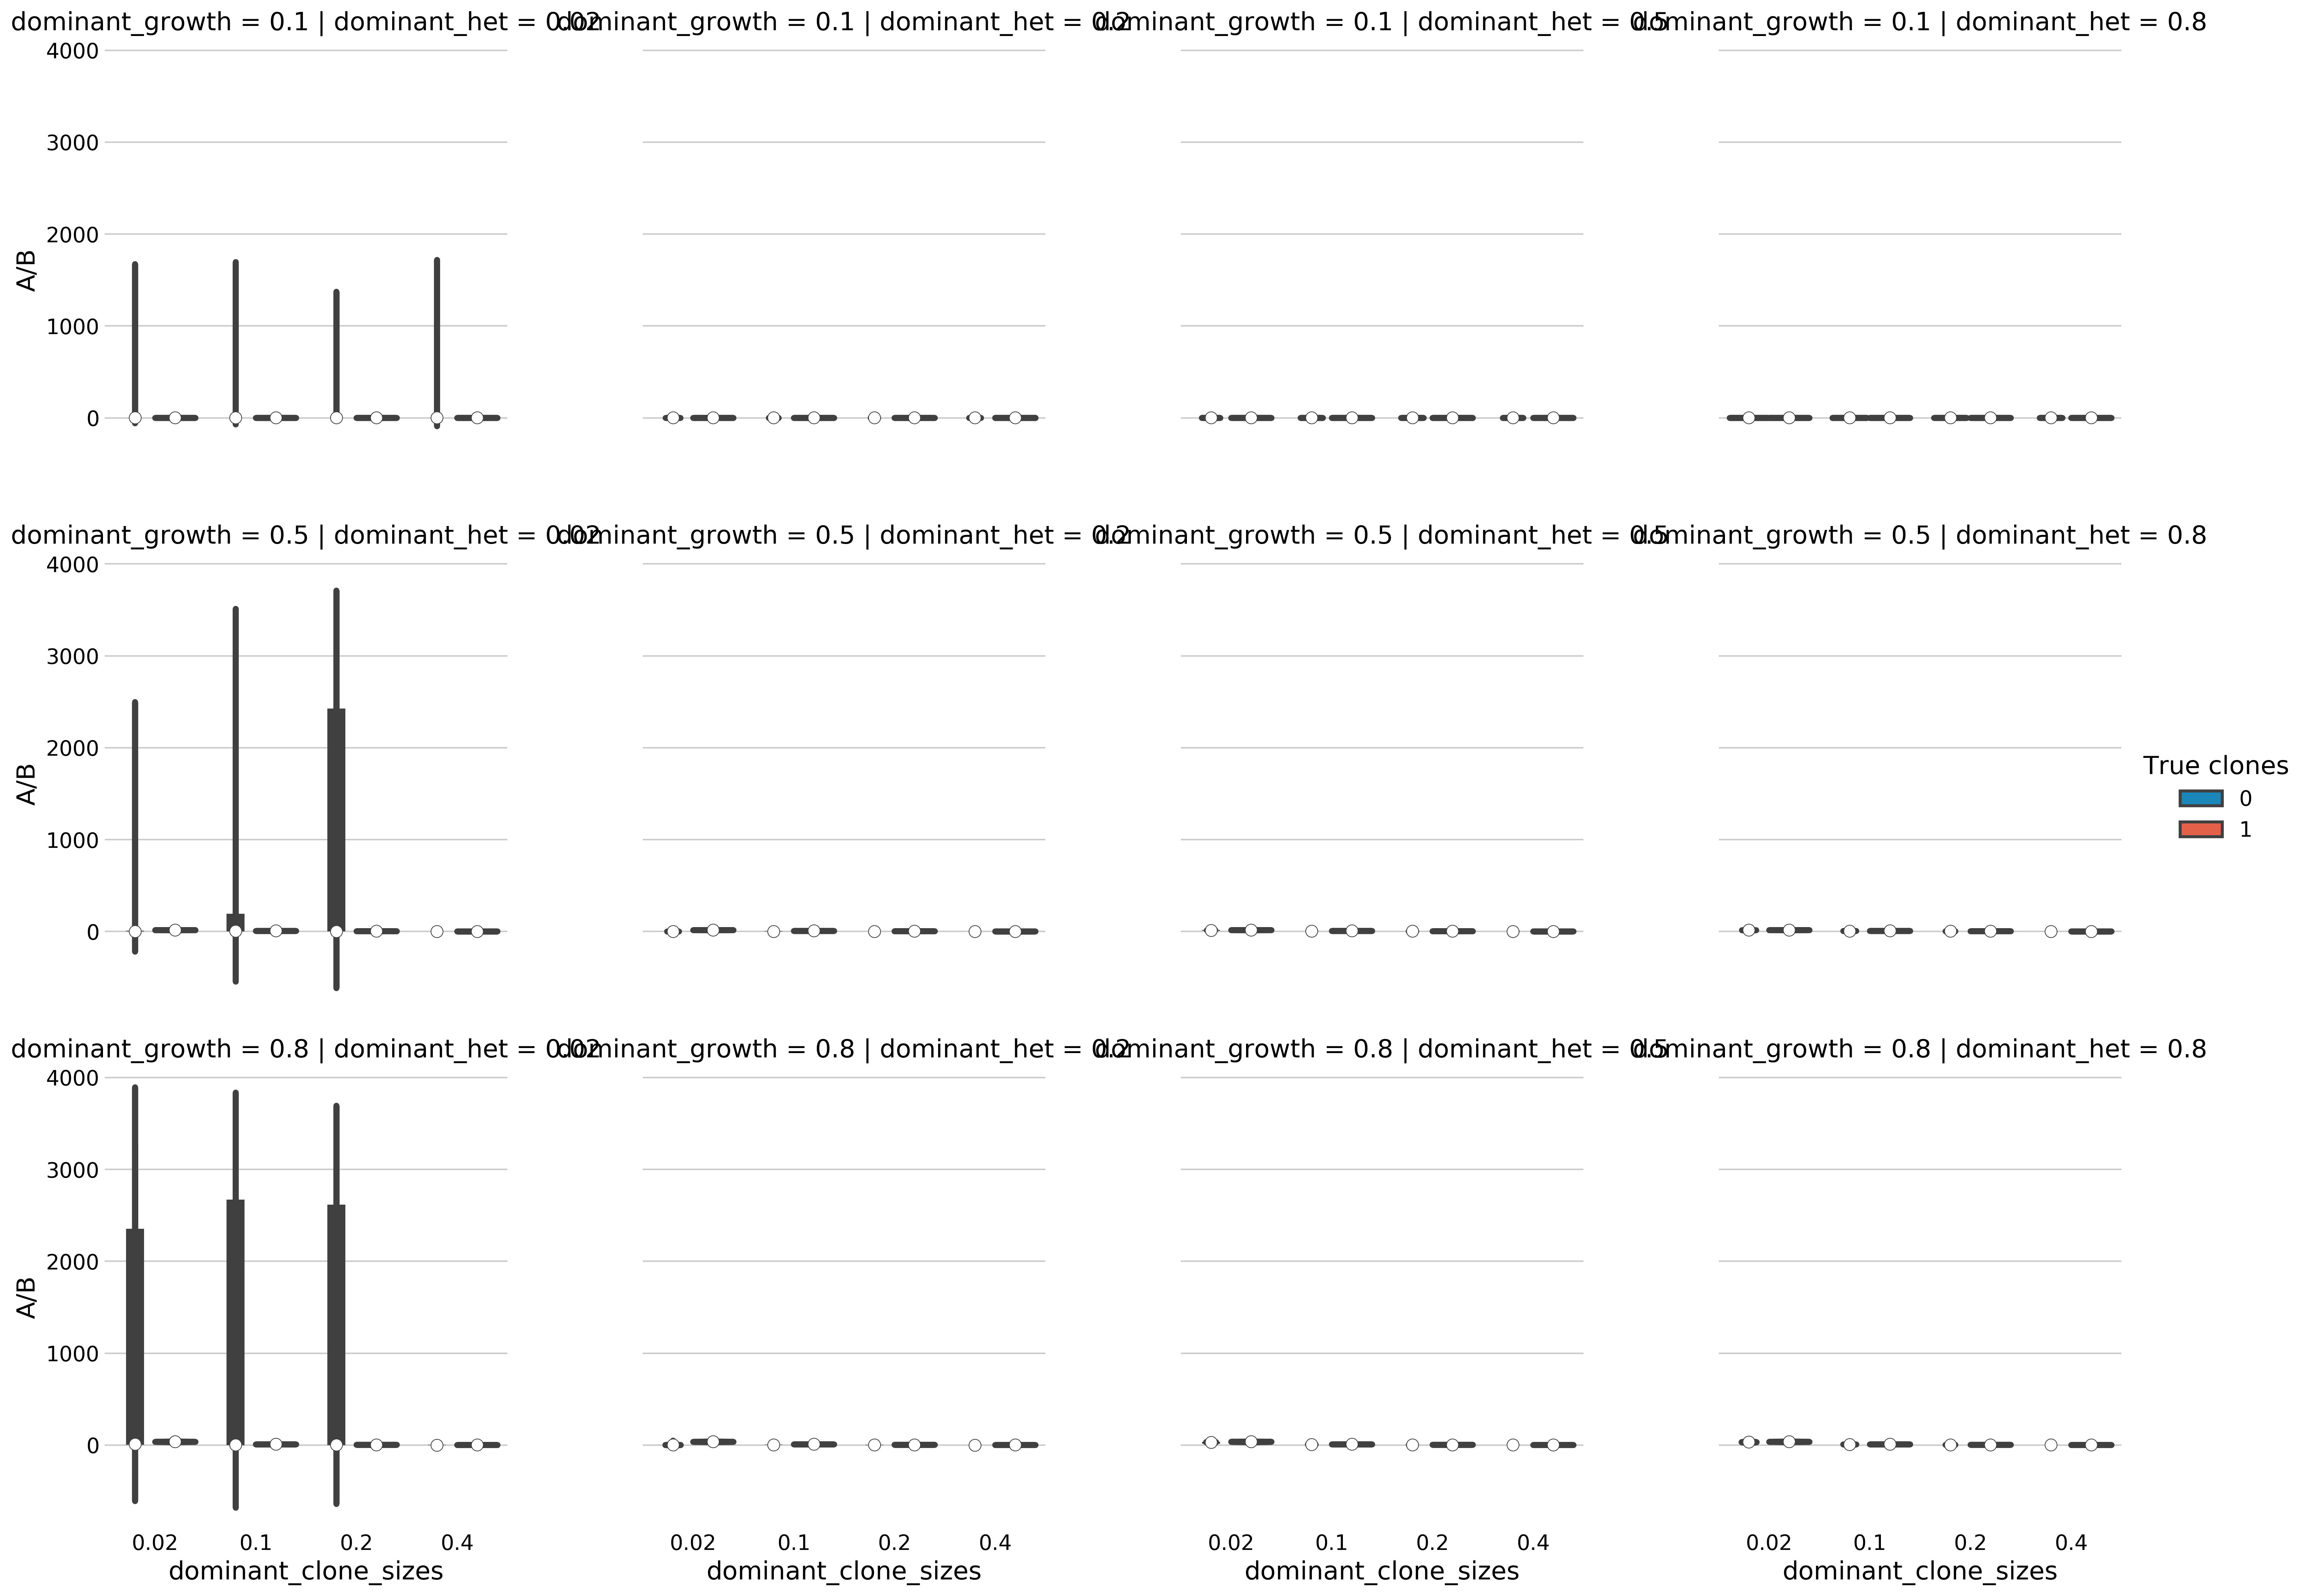 dominant_growth = 0.1 | dominant_het = 0.02
dominant_growth = 0.1 | dominant_het = 0.2
dominant_growth = 0.1 | dominant_het = 0.5
dominant_growth = 0.1 | dominant_het = 0.8
4000
3000
2000
1000
0
A/B
dominant_growth = 0.5 | dominant_het = 0.02
dominant_growth = 0.5 | dominant_het = 0.2
dominant_growth = 0.5 | dominant_het = 0.5
dominant_growth = 0.5 | dominant_het = 0.8
4000
3000
2000
1000
0
A/B
True clones
0
1
dominant_growth = 0.8 | dominant_het = 0.02
dominant_growth = 0.8 | dominant_het = 0.2
dominant_growth = 0.8 | dominant_het = 0.5
dominant_growth = 0.8 | dominant_het = 0.8
4000
3000
2000
1000
0
A/B
0.02 0.1 0.2 0.4
dominant_clone_sizes
0.02 0.1 0.2 0.4
dominant_clone_sizes
0.02 0.1 0.2 0.4
dominant_clone_sizes
0.02 0.1 0.2 0.4
dominant_clone_sizes